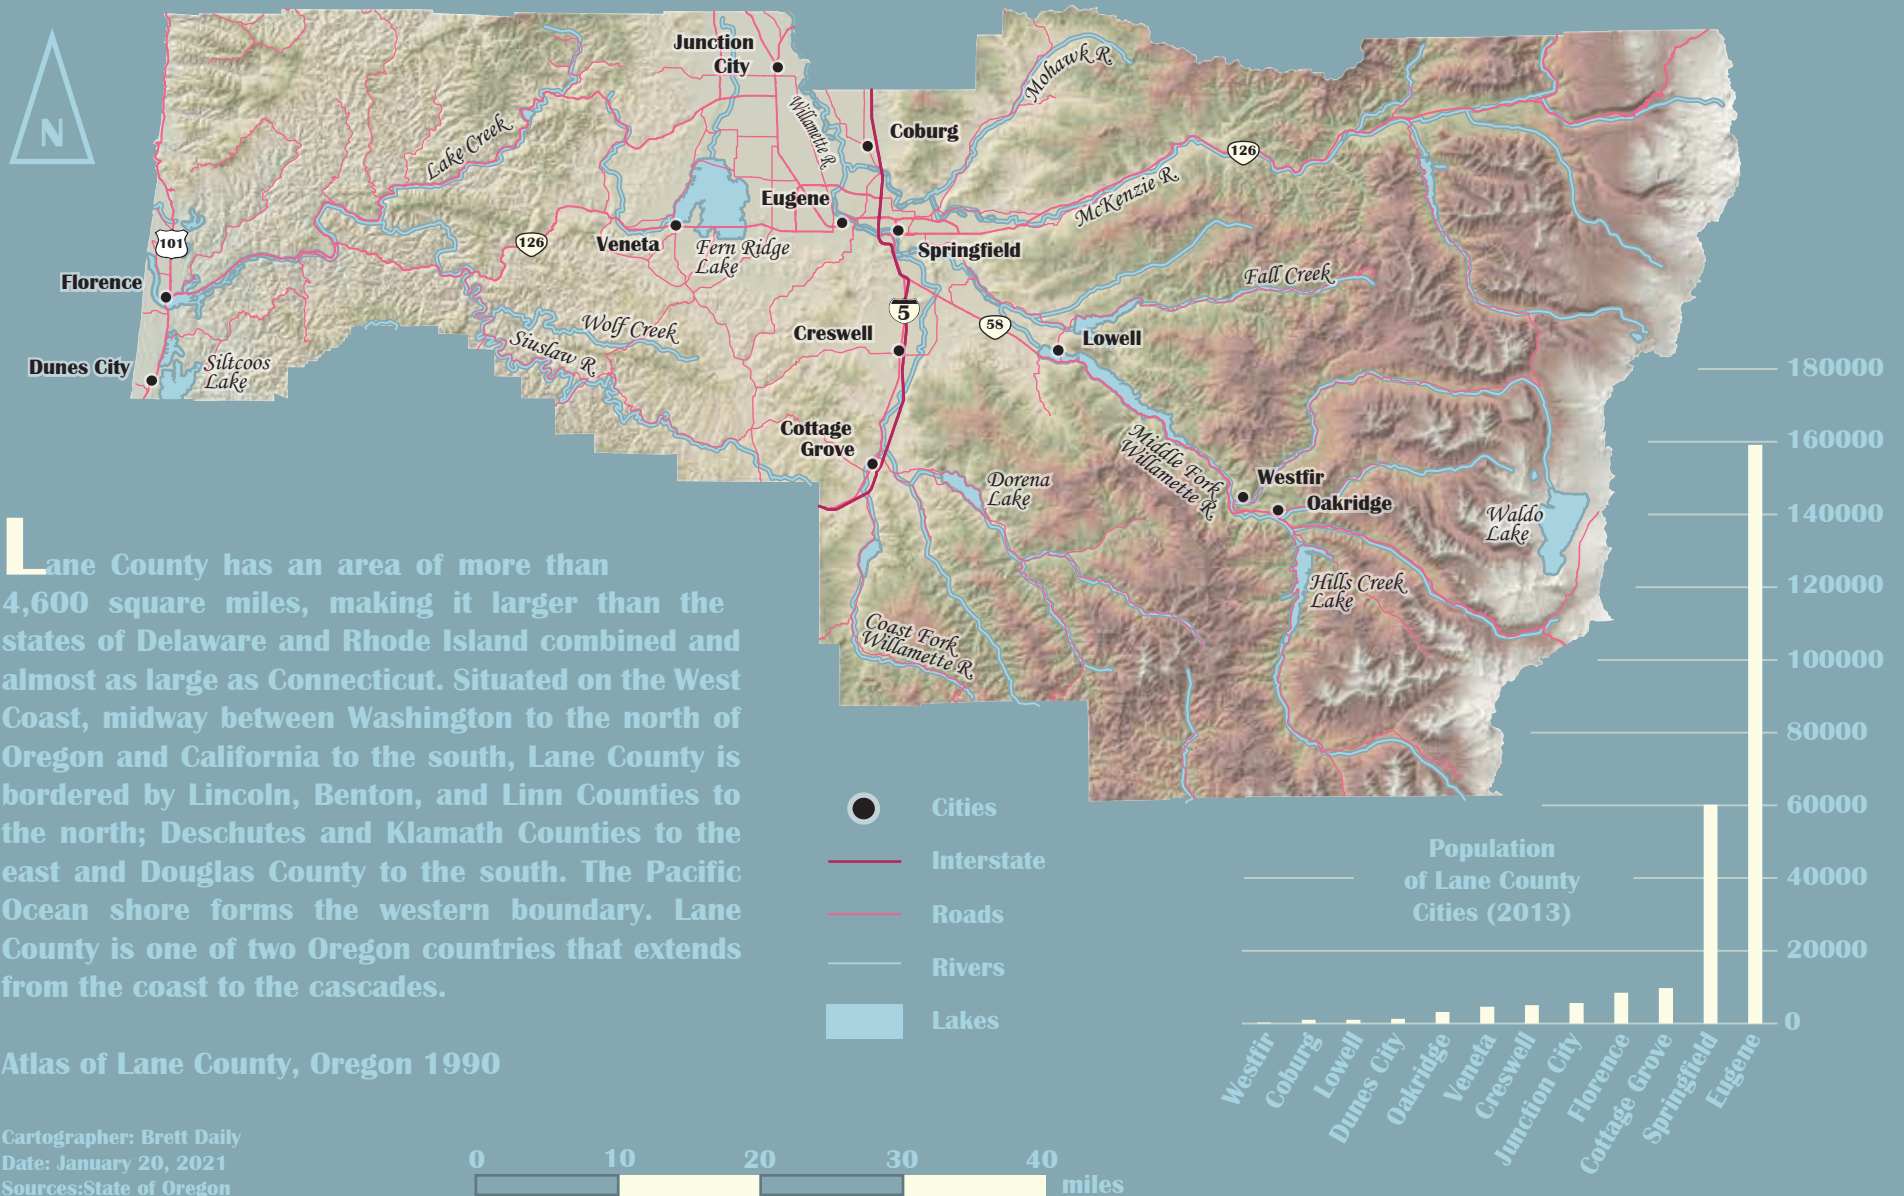 N
Junction
City
Mohawk R.
Willamette R.
Coburg
Lake Creek
126
McKenzie R.
Eugene
101
126
Veneta
Fern Ridge
Lake
Springfield
Florence
Fall Creek
5
58
Wolf Creek
Siuslaw R.
Creswell
Lowell
Dunes City
Siltcoos
Lake
Cottage
Grove
Middle Fork
Willamette R.
Westfir
Oakridge
Dorena
Lake
Waldo
Lake
Hills Creek
Lake
Coast Fork
Willamette R.
Lane County has an area of more than
4,600 square miles, making it larger than the
states of Delaware and Rhode Island combined and
almost as large as Connecticut. Situated on the West
Coast, midway between Washington to the north of
Oregon and California to the south, Lane County is
bordered by Lincoln, Benton, and Linn Counties to
the north; Deschutes and Klamath Counties to the
east and Douglas County to the south. The Pacific
Ocean shore forms the western boundary. Lane
County is one of two Oregon countries that extends
from the coast to the cascades.
Atlas of Lane County, Oregon 1990
Cartographer: Brett Daily
Date: January 20, 2021
Sources:State of Oregon
Cities
Interstate
Roads
Rivers
Lakes
0 10 20 30 40
miles
Population
of Lane County
Cities (2013)
180000
160000
140000
120000
100000
80000
60000
40000
20000
0
Westfir
Coburg
Lowell
Dunes City
Oakridge
Veneta
Creswell
Junction City
Florence
Cottage Grove
Springfield
Eugene